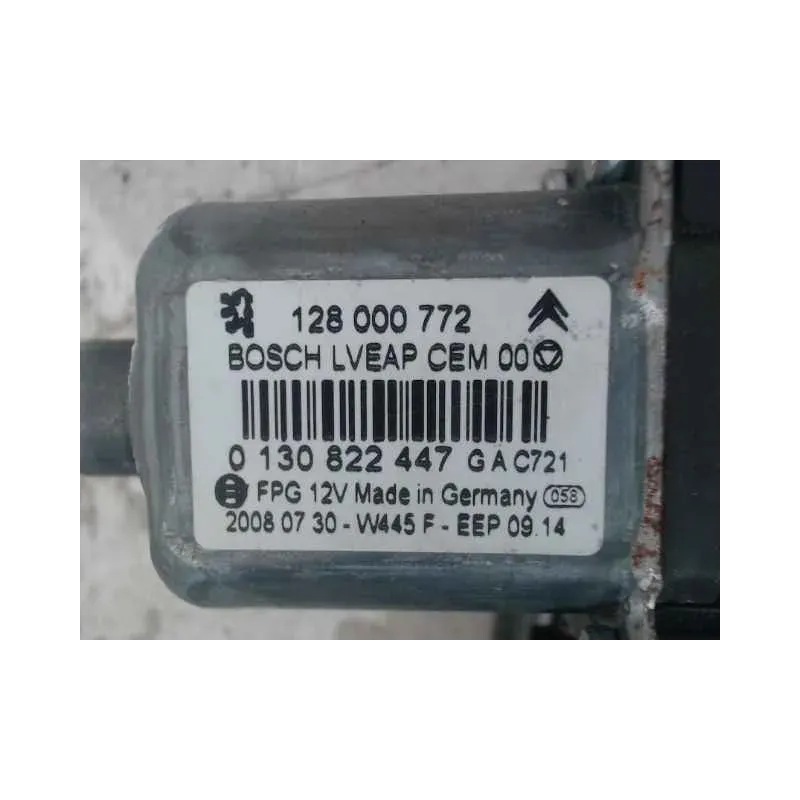 128 000 772
BOSCH LVEAP CEM 00
0 130 822 447 G A C721
FPG 12V Made in Germany 058
2008 07 30 - W445 F - EEP 09.14